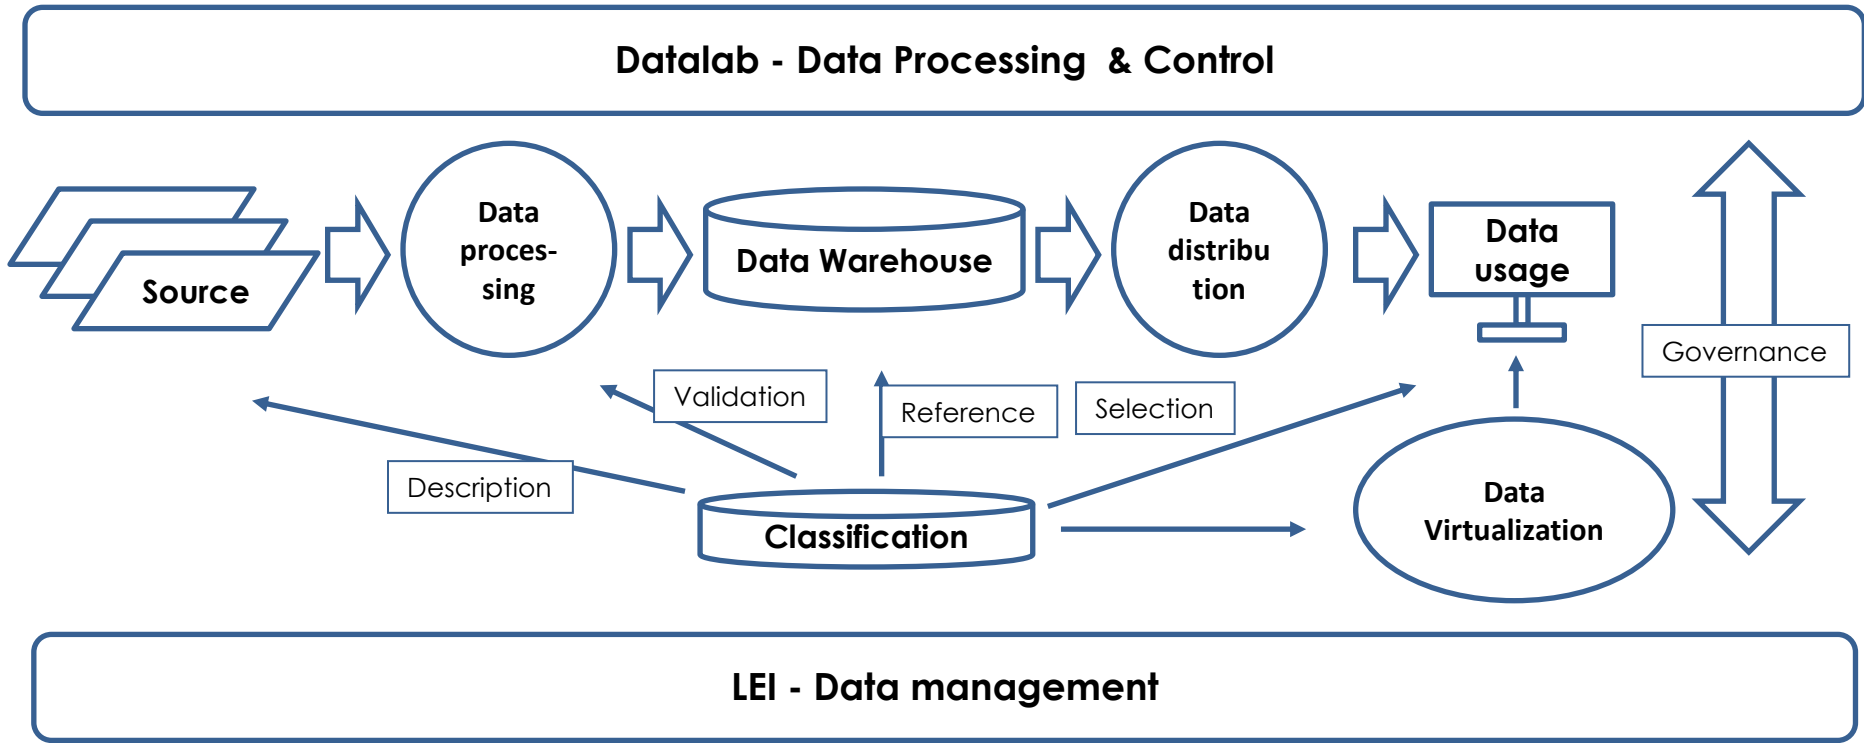 Datalab - Data Processing & Control
Source
Data
proces-
sing
Data Warehouse
Data
distribu
tion
Data
usage
Governance
Validation
Reference
Selection
Description
Classification
Data
Virtualization
LEI - Data management